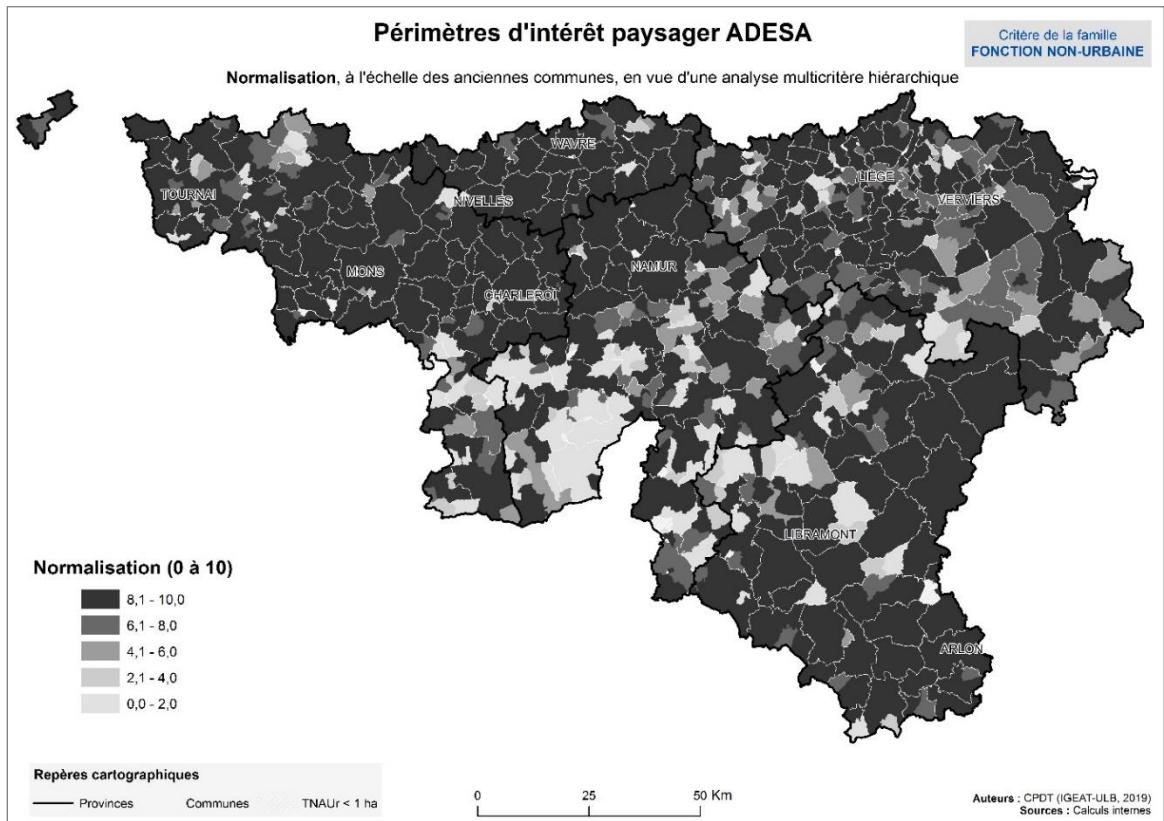 Périmètres d'intérêt paysager ADESA
Critère de la famille
FONCTION NON-URBAINE
Normalisation, à l'échelle des anciennes communes, en vue d'une analyse multicritère hiérarchique
WAVRE
TOURNAI
NIVELLES
LIEGE
VERVIERS
MONS
NAMUR
CHARLEROI
LIBRAMONT
ARLON
Normalisation (0 à 10)
8,1 - 10,0
6,1 - 8,0
4,1 - 6,0
2,1 - 4,0
0,0 - 2,0
Repères cartographiques
Provinces Communes TNAUr < 1 ha
0 25 50 Km
Auteurs : CPDT (IGEAT-ULB, 2019)
Sources : Calculs internes